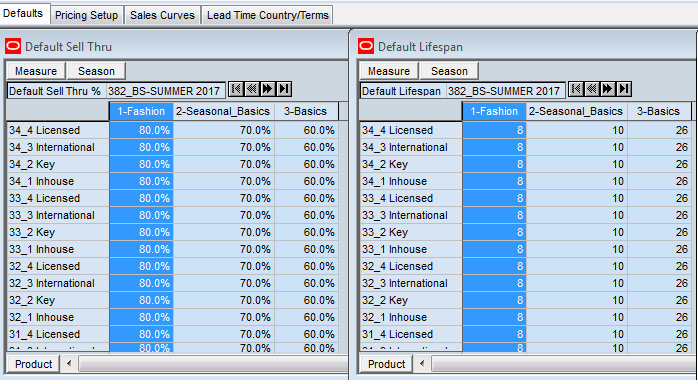 Defaults Pricing Setup Sales Curves Lead Time Country/Terms
Default Sell Thru
Measure Season
Default Sell Thru % 382_BS-SUMMER 2017
1-Fashion 2-Seasonal_Basics 3-Basics
34_4 Licensed 80.0% 70.0% 60.0%
34_3 International 80.0% 70.0% 60.0%
34_2 Key 80.0% 70.0% 60.0%
34_1 Inhouse 80.0% 70.0% 60.0%
33_4 Licensed 80.0% 70.0% 60.0%
33_3 International 80.0% 70.0% 60.0%
33_2 Key 80.0% 70.0% 60.0%
33_1 Inhouse 80.0% 70.0% 60.0%
32_4 Licensed 80.0% 70.0% 60.0%
32_3 International 80.0% 70.0% 60.0%
32_2 Key 80.0% 70.0% 60.0%
32_1 Inhouse 80.0% 70.0% 60.0%
31_4 Licensed 80.0% 70.0% 60.0%
80.0% 70.0% 60.0%
Product
Default Lifespan
Measure Season
Default Lifespan 382_BS-SUMMER 2017
1-Fashion 2-Seasonal_Basics 3-Basics
34_4 Licensed 8 10 26
34_3 International 8 10 26
34_2 Key 8 10 26
34_1 Inhouse 8 10 26
33_4 Licensed 8 10 26
33_3 International 8 10 26
33_2 Key 8 10 26
33_1 Inhouse 8 10 26
32_4 Licensed 8 10 26
32_3 International 8 10 26
32_2 Key 8 10 26
32_1 Inhouse 8 10 26
31_4 Licensed 8 10 26
8 10 26
Product